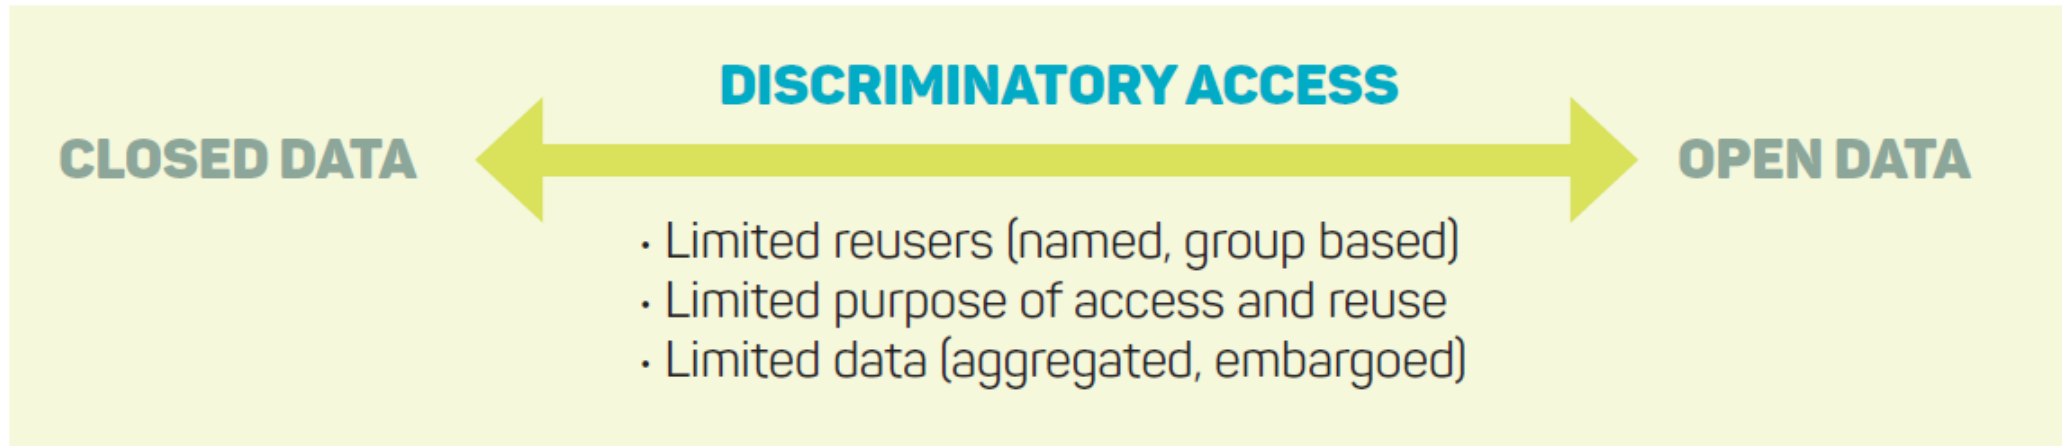 DISCRIMINATORY ACCESS
CLOSED DATA
OPEN DATA
· Limited reusers (named, group based)
· Limited purpose of access and reuse
· Limited data (aggregated, embargoed)